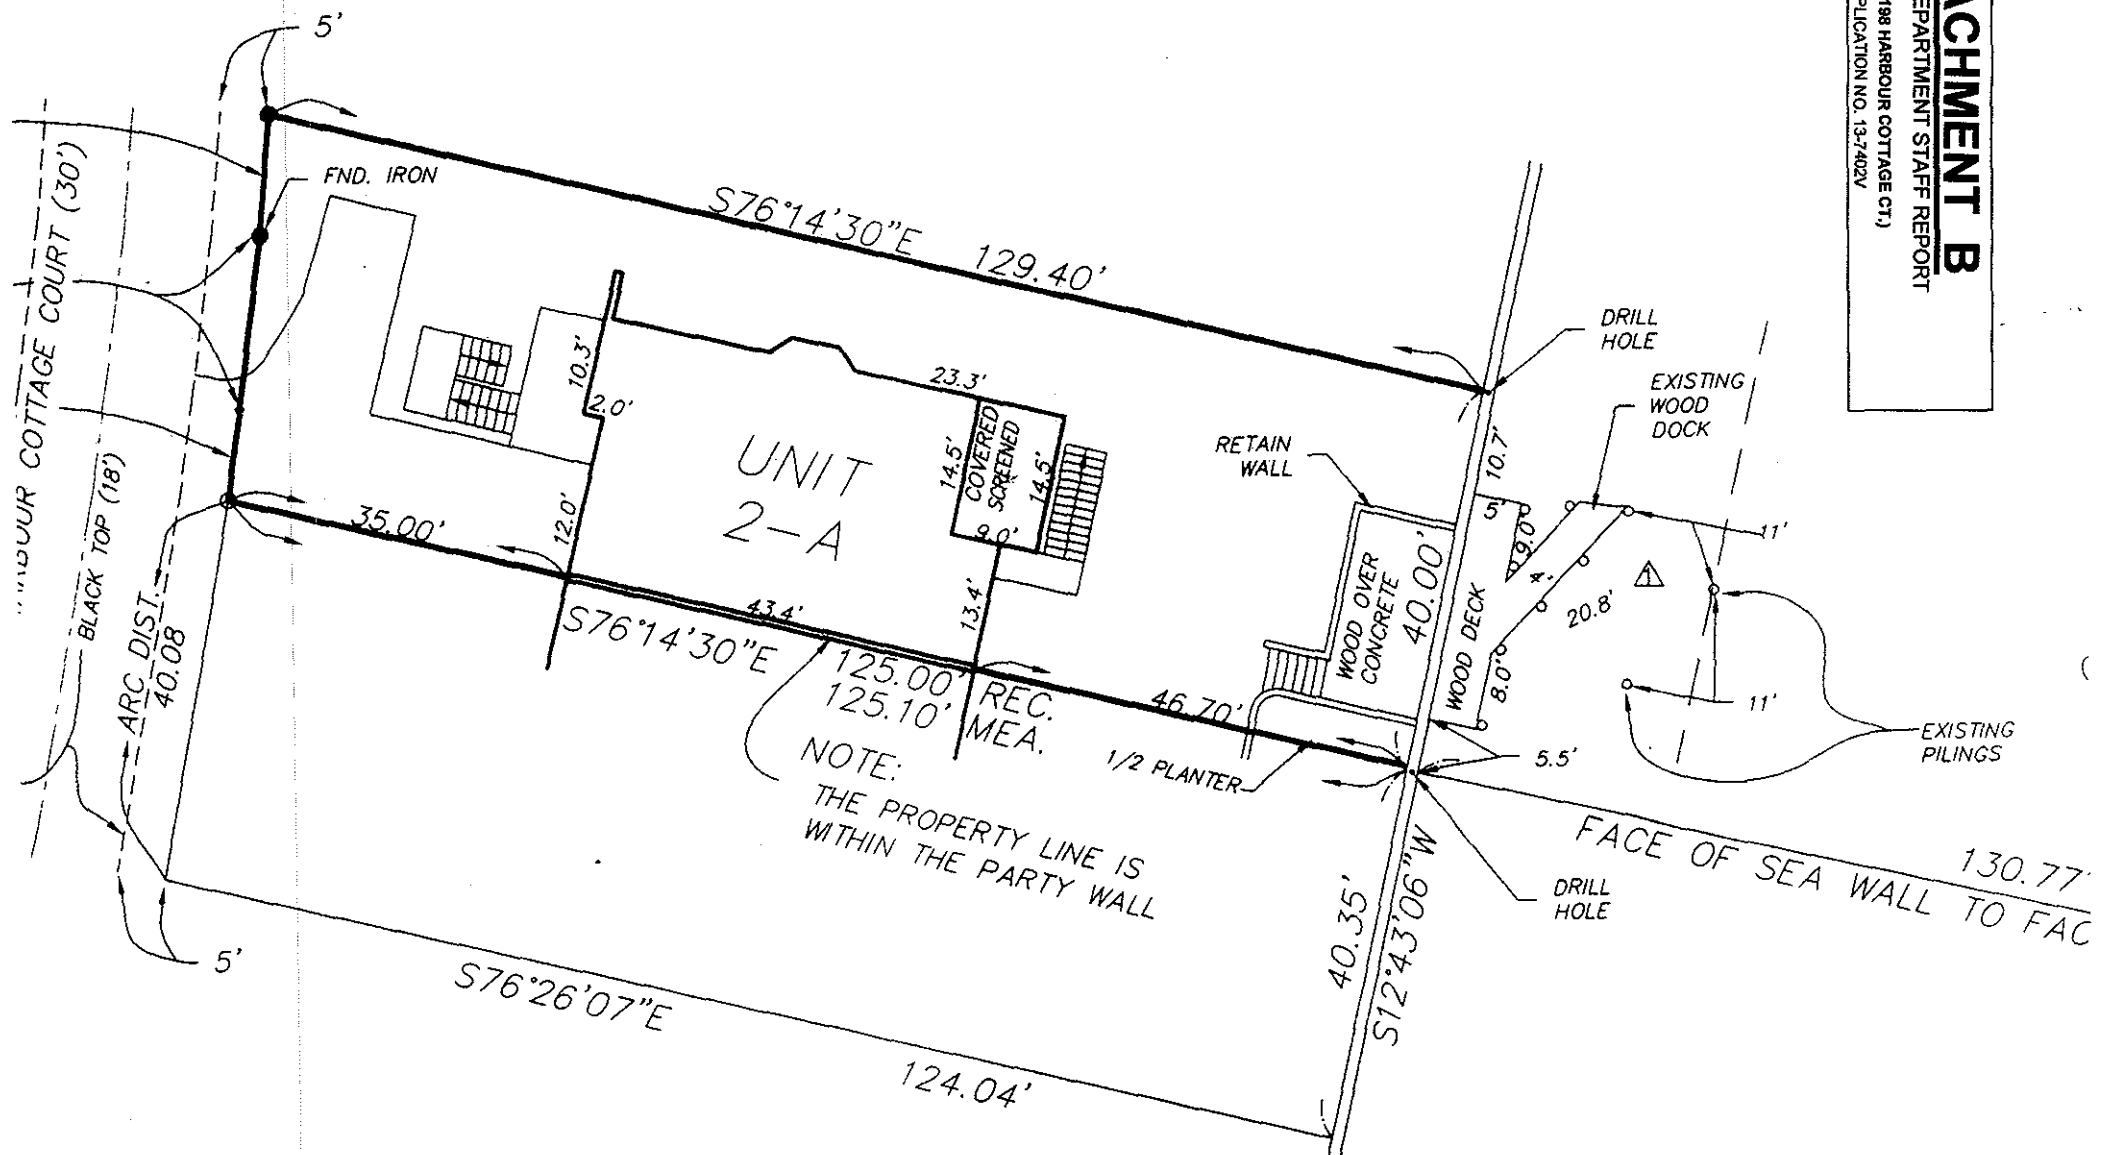 5'
ACHMENT B
EPARTMENT STAFF REPORT
198 HARBOUR COTTAGE CT.)
PLICATION NO. 13-7402V
FND. IRON
COTTAGE COURT (30')
BLACK TOP (18')
ARC DIST.
40.08
S76°14'30"E 129.40'
DRILL
HOLE
EXISTING
WOOD
DOCK
10.3'
2.0'
23.3'
COVERED
SCREENED
14.5'
14.5'
9.0'
UNIT
2-A
12.0'
13.4'
35.00'
43.4'
S76°14'30"E
125.00' REC.
125.10' MEA.
46.70'
RETAIN
WALL
WOOD OVER
CONCRETE
40.00'
WOOD DECK
10.7'
5'
9.0'
4'
20.8'
8.0'
1
11'
11'
EXISTING
PILINGS
5.5'
1/2 PLANTER
NOTE:
THE PROPERTY LINE IS
WITHIN THE PARTY WALL
DRILL
HOLE
FACE OF SEA WALL TO FAC
130.77'
40.35'
S12°43'06"W
5'
S76°26'07"E
124.04'